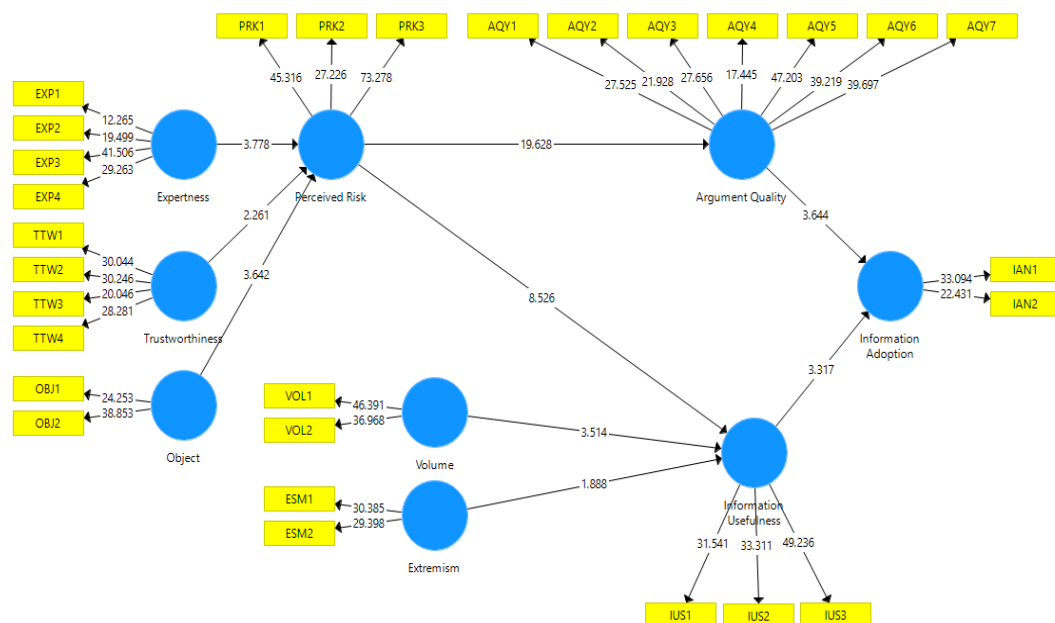 PRK1
PRK2
PRK3
AQY1
AQY2
AQY3
AQY4
AQY5
AQY6
AQY7
45.316
27.226
73.278
27.525
21.928
27.656
17.445
47.203
39.219
39.697
EXP1
EXP2
EXP3
EXP4
12.265
19.499
41.506
29.263
3.778
19.628
Expertness
Perceived Risk
Argument Quality
2.261
3.644
TTW1
TTW2
TTW3
TTW4
30.044
30.246
20.046
28.281
Trustworthiness
3.642
8.526
33.094
22.431
IAN1
IAN2
Information
Adoption
3.317
OBJ1
OBJ2
24.253
38.853
Object
VOL1
VOL2
46.391
36.968
Volume
3.514
1.888
ESM1
ESM2
30.385
29.398
Extremism
Information
Usefulness
31.541
33.311
49.236
IUS1
IUS2
IUS3